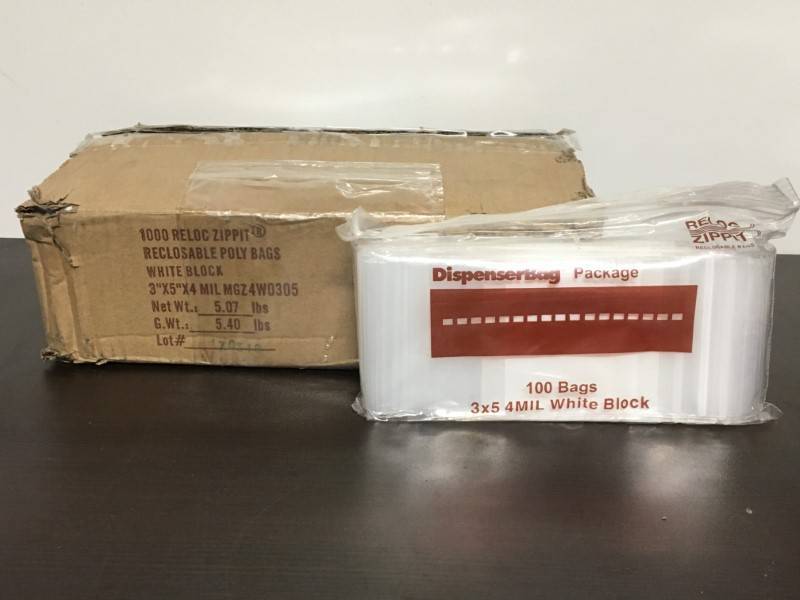 1000 RELOC ZIPPIT®
RECLOSABLE POLY BAGS
WHITE BLOCK
3"X5"X4 MIL MGZ4W0305
Net Wt.: 5.07 lbs
G.Wt.: 5.40 lbs
Lot#
RELOC
ZIPPIT
RECLOSABLE BAGS
DispenserBag Package
100 Bags
3x5 4MIL White Block